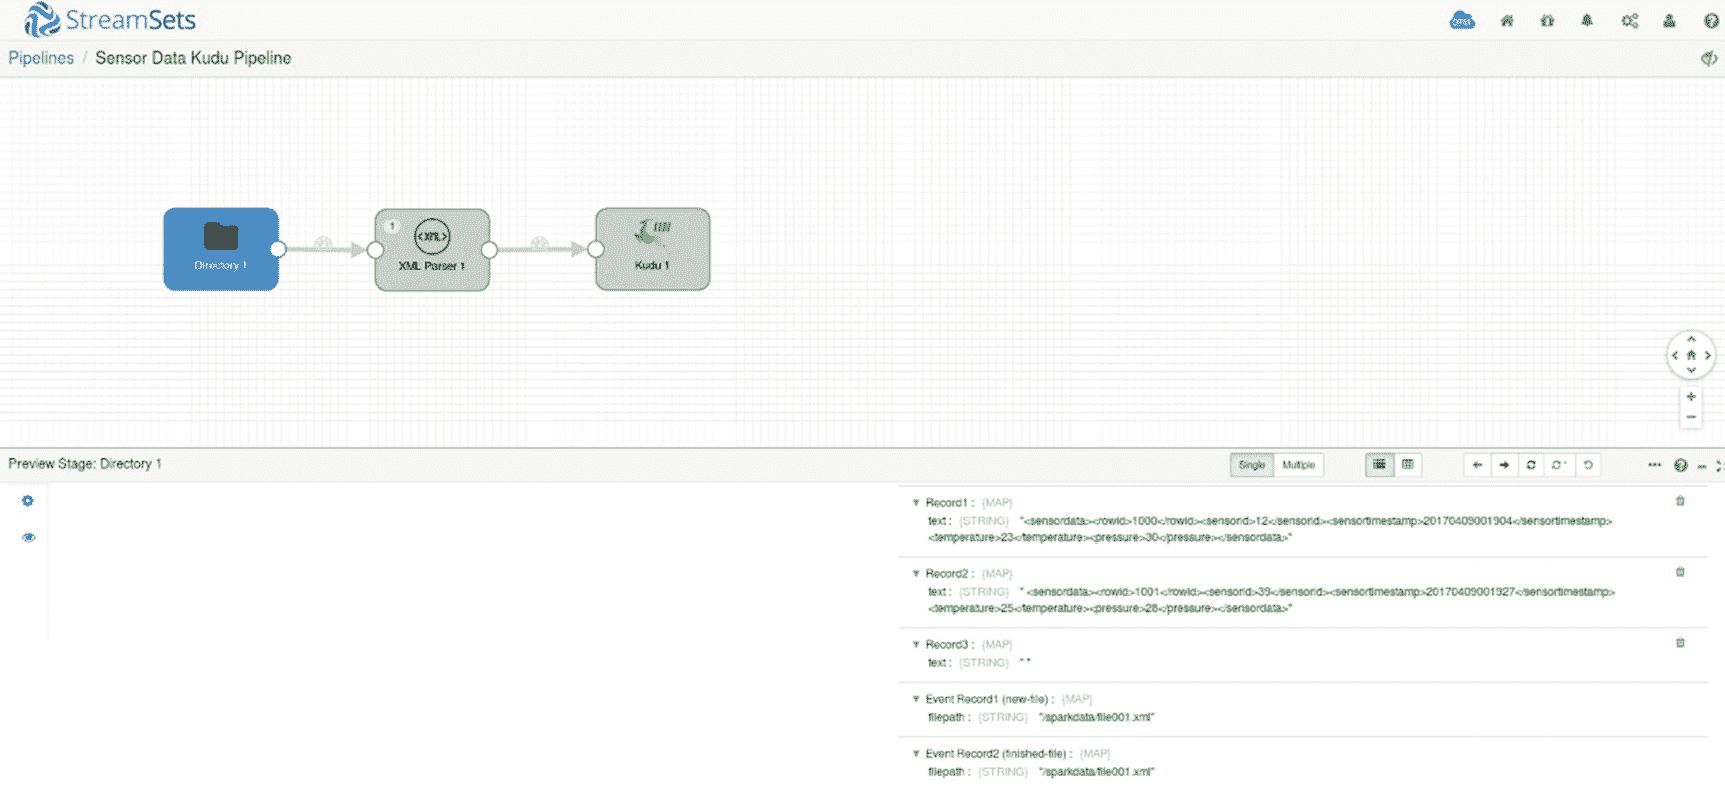 StreamSets
Pipelines / Sensor Data Kudu Pipeline
Directory 1
1
<XML>
XML Parser 1
Kudu 1
Preview Stage: Directory 1
Single Multiple
Record1 : {MAP}
text : {STRING} "<sensordata><rowid>1000</rowid><sensorid>12</sensorid><sensortimestamp>20170409001904</sensortimestamp>
<temperature>23</temperature><pressure>30</pressure></sensordata>"
Record2 : {MAP}
text : {STRING} " <sensordata><rowid>1001</rowid><sensorid>39</sensorid><sensortimestamp>20170409001927</sensortimestamp>
<temperature>25</temperature><pressure>28</pressure></sensordata>"
Record3 : {MAP}
text : {STRING} " "
Event Record1 (new-file) : {MAP}
filepath : {STRING} "/sparkdata/file001.xml"
Event Record2 (finished-file) : {MAP}
filepath : {STRING} "/sparkdata/file001.xml"